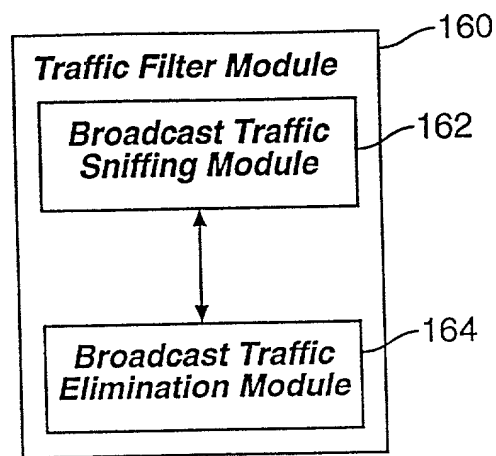 160
Traffic Filter Module
Broadcast Traffic
Sniffing Module
162
Broadcast Traffic
Elimination Module
164